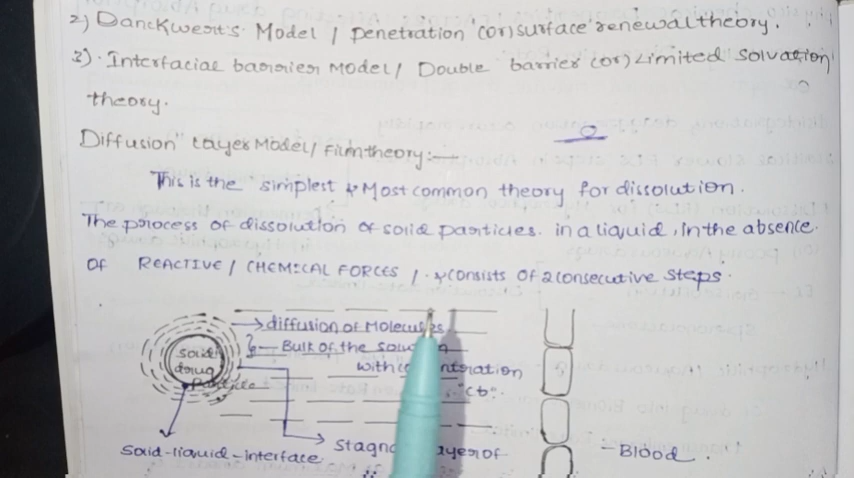 2) Danckwert's Model / penetration (or) surface renewal theory.
3). Interfacial barrier Model / Double barrier (or) Limited Solvation
theory.
Diffusion layer Model / Film theory:-
This is the simplest & Most common theory for dissolution.
The process of dissolution of solid particles. in a liquid, in the absence.
OF REACTIVE / CHEMICAL FORCES /. & consists of 2 consecutive steps.
diffusion of Molecules
Bulk of the
with
"Cb".
solid
drug
particle
Solid-liquid-interface
of
- Blood.